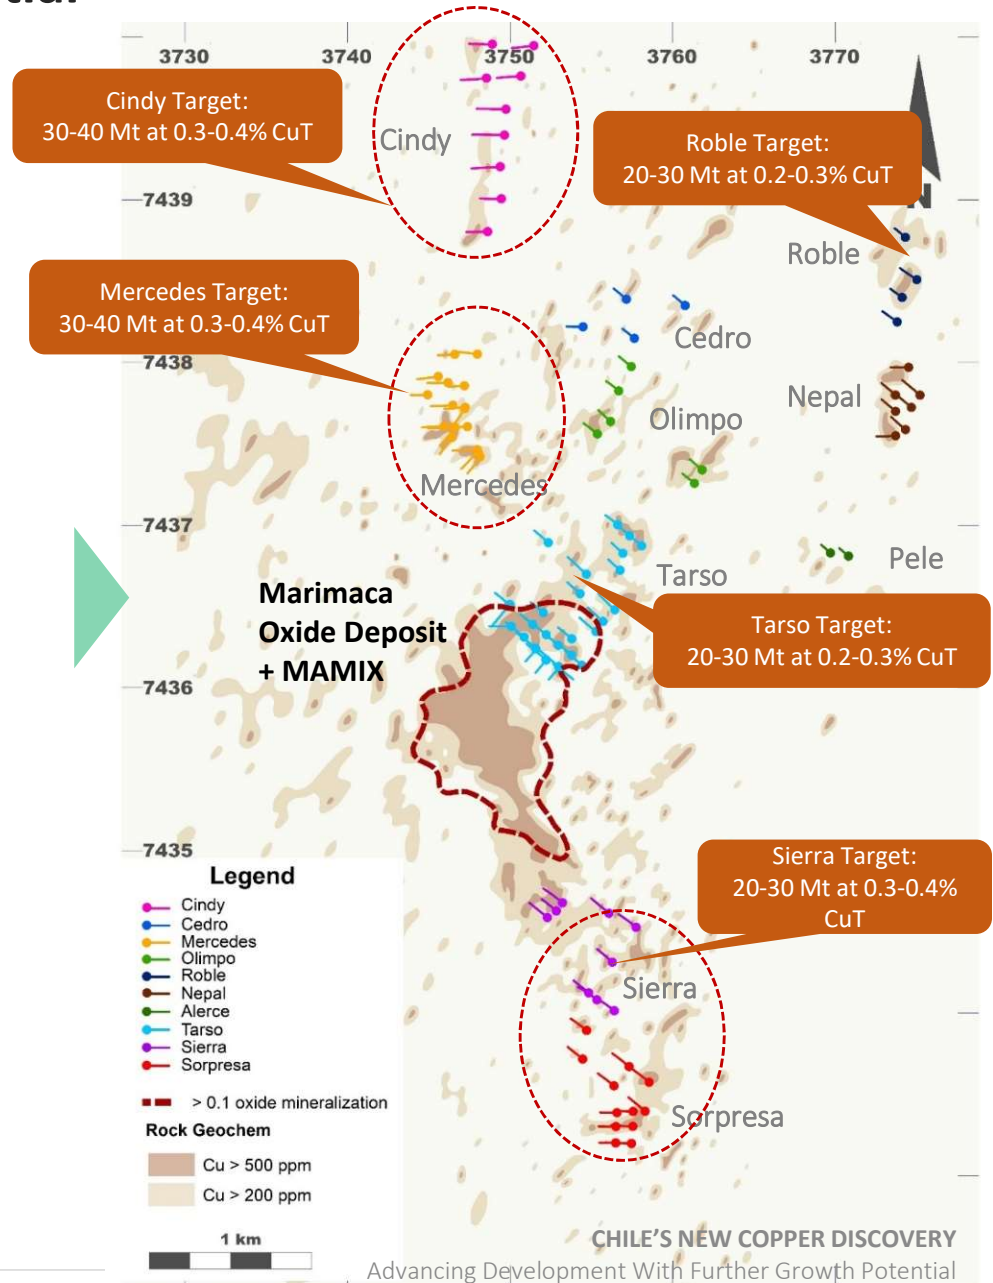 3730
3740
3750
3760
3770
Cindy Target:
30-40 Mt at 0.3-0.4% CuT
Cindy
Roble Target:
20-30 Mt at 0.2-0.3% CuT
N
7439
Roble
Mercedes Target:
30-40 Mt at 0.3-0.4% CuT
Cedro
7438
Nepal
Olimpo
Mercedes
7437
Pele
Tarso
Marimaca
Oxide Deposit
+ MAMIX
Tarso Target:
20-30 Mt at 0.2-0.3% CuT
7436
7435
Sierra Target:
20-30 Mt at 0.3-0.4%
CuT
Sierra
Sorpresa
Legend
Cindy
Cedro
Mercedes
Olimpo
Roble
Nepal
Alerce
Tarso
Sierra
Sorpresa
> 0.1 oxide mineralization
Rock Geochem
Cu > 500 ppm
Cu > 200 ppm
1 km
CHILE'S NEW COPPER DISCOVERY
Advancing Development With Further Growth Potential